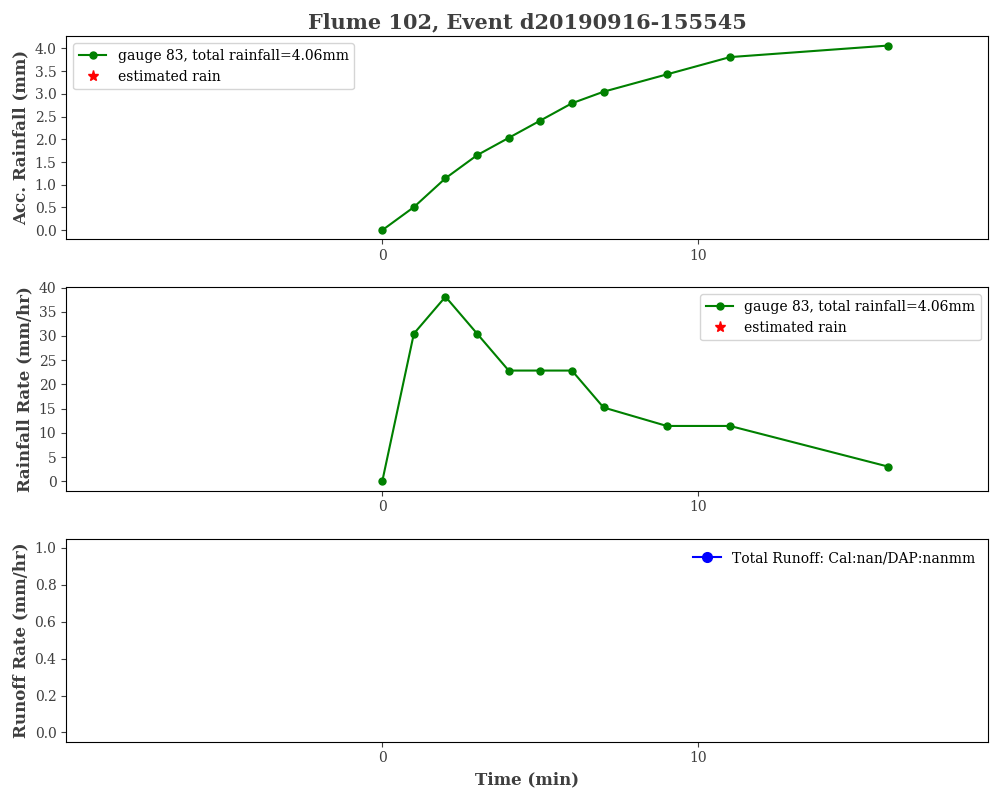 Flume 102, Event d20190916-155545
Acc. Rainfall (mm)
4.0
3.5
3.0
2.5
2.0
1.5
1.0
0.5
0.0
gauge 83, total rainfall=4.06mm
estimated rain
0 10
Rainfall Rate (mm/hr)
40
35
30
25
20
15
10
5
0
gauge 83, total rainfall=4.06mm
estimated rain
0 10
Runoff Rate (mm/hr)
1.0
0.8
0.6
0.4
0.2
0.0
Total Runoff: Cal:nan/DAP:nanmm
0 10
Time (min)